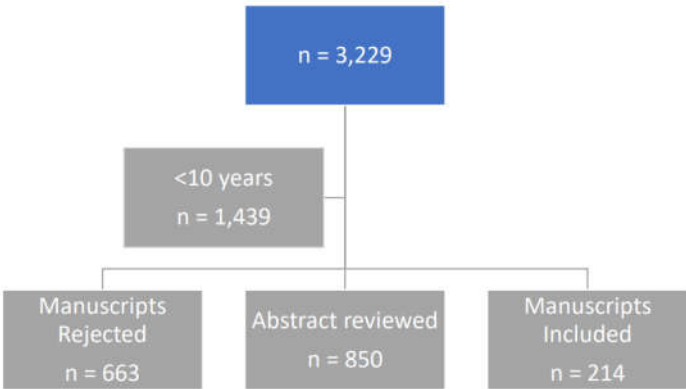 n = 3,229
<10 years
n = 1,439
Manuscripts
Rejected
n = 663
Abstract reviewed
n = 850
Manuscripts
Included
n = 214